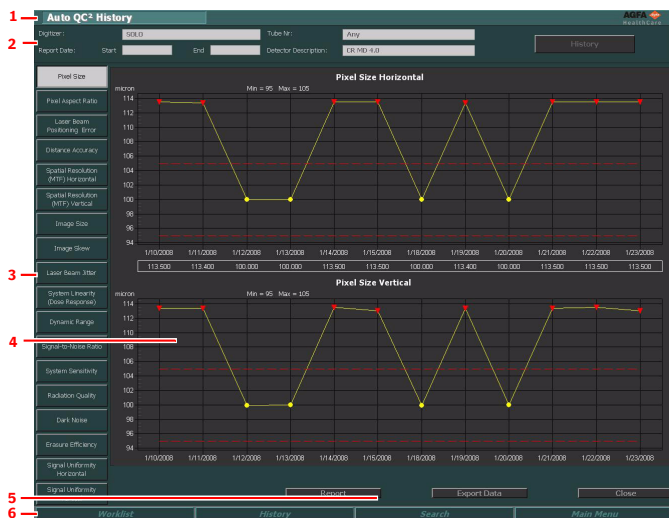 1
Auto QC² History
AGFA
HealthCare
2
Digitizer:
SOLO
Tube Nr:
Any
Report Date:
Start
End
Detector Description:
CR MD 4.0
History
Pixel Size
Pixel Aspect Ratio
Laser Beam
Positioning Error
Distance Accuracy
Spatial Resolution
(MTF) Horizontal
Spatial Resolution
(MTF) Vertical
Image Size
Image Skew
3
Laser Beam Jitter
System Linearity
(Dose Response)
Dynamic Range
Signal-to-Noise Ratio
System Sensitivity
Radiation Quality
Dark Noise
Erasure Efficiency
Signal Uniformity
Horizontal
Signal Uniformity
Pixel Size Horizontal
micron
Min = 95 Max = 105
114
112
110
108
106
104
102
100
98
96
94
1/10/2008 1/11/2008 1/12/2008 1/13/2008 1/14/2008 1/15/2008 1/18/2008 1/19/2008 1/20/2008 1/21/2008 1/22/2008 1/23/2008
113.500 113.400 100.000 100.000 113.500 113.500 100.000 113.400 100.000 113.500 113.500 113.500
Pixel Size Vertical
micron
Min = 95 Max = 105
114
112
110
4
108
106
104
102
100
98
96
94
1/10/2008 1/11/2008 1/12/2008 1/13/2008 1/14/2008 1/15/2008 1/18/2008 1/19/2008 1/20/2008 1/21/2008 1/22/2008 1/23/2008
5
Report
Export Data
Close
6
Worklist
History
Search
Main Menu